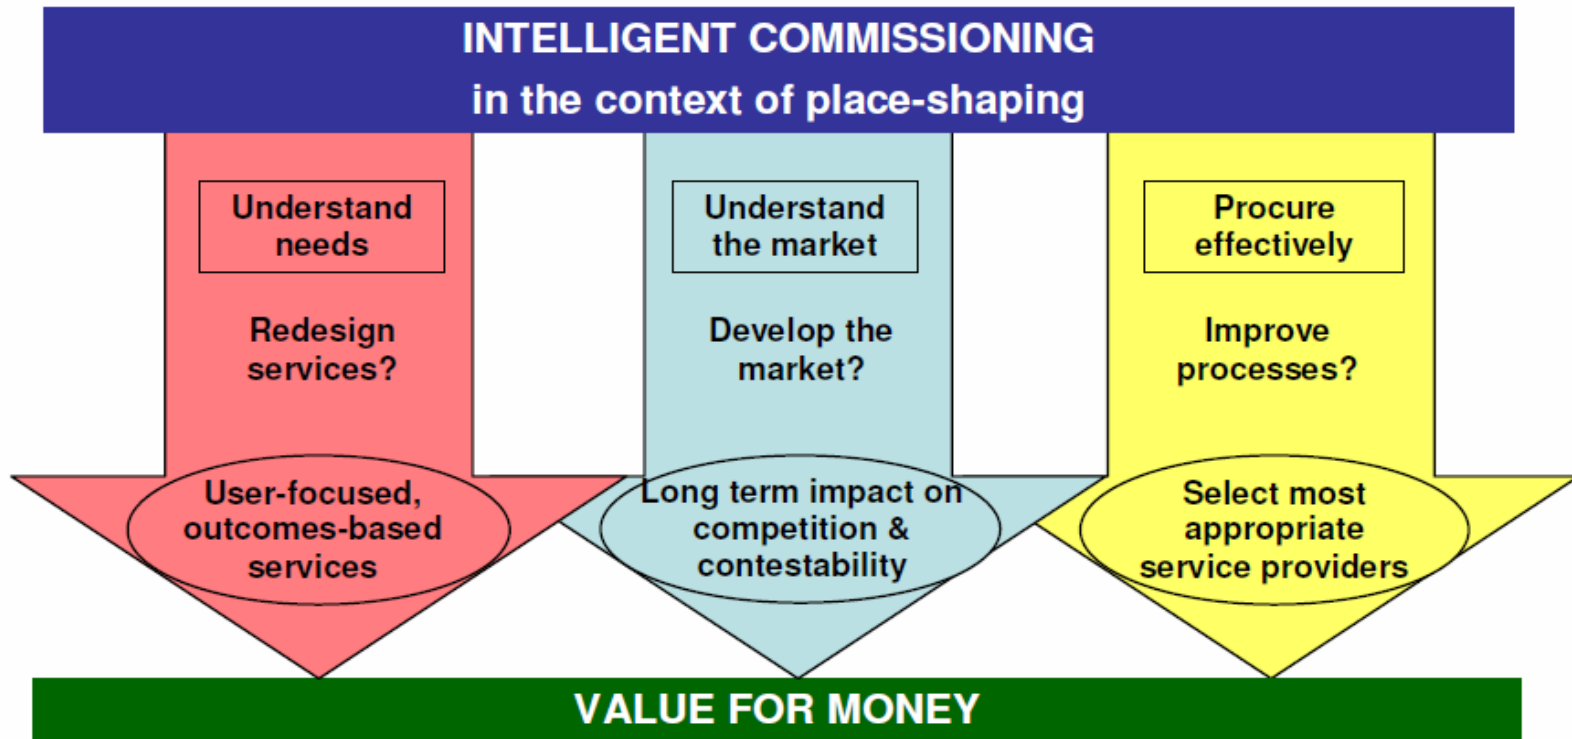 INTELLIGENT COMMISSIONING
in the context of place-shaping
Understand
needs
Redesign
services?
User-focused,
outcomes-based
services
Understand
the market
Develop the
market?
Long term impact on
competition &
contestability
Procure
effectively
Improve
processes?
Select most
appropriate
service providers
VALUE FOR MONEY